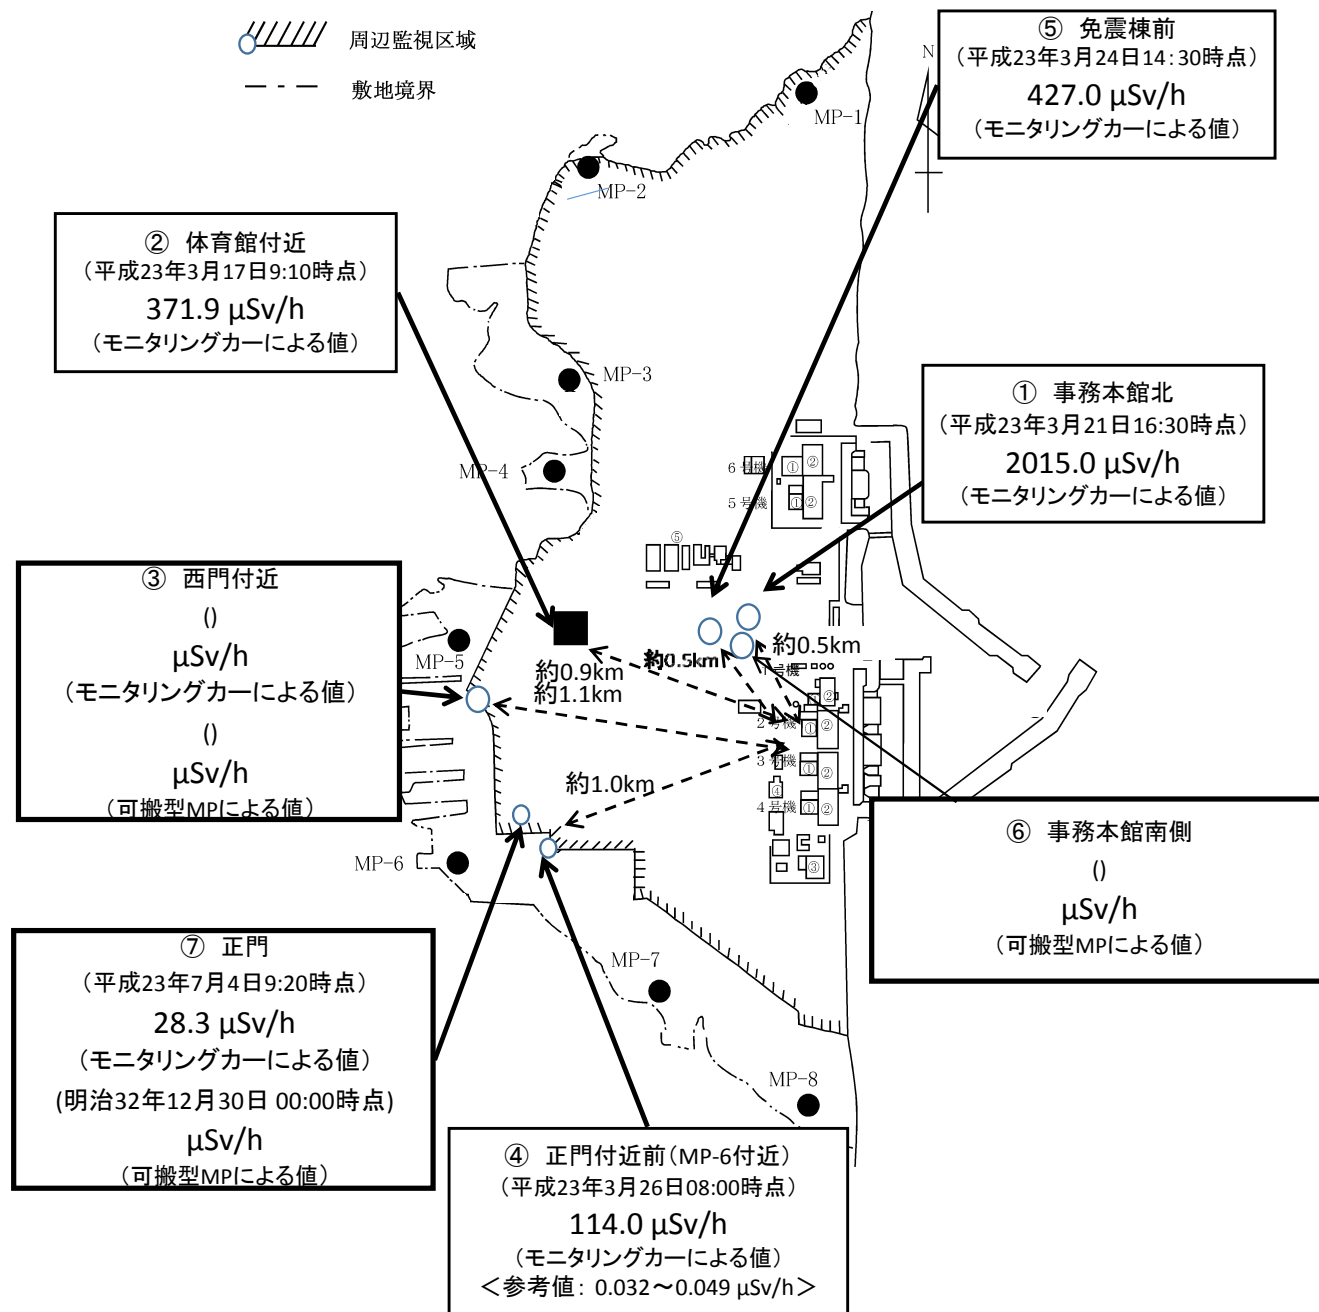 周辺監視区域
敷地境界
⑤ 免震棟前
(平成23年3月24日14:30時点)
427.0 μSv/h
(モニタリングカーによる値)
N
MP-1
MP-2
② 体育館付近
(平成23年3月17日9:10時点)
371.9 μSv/h
(モニタリングカーによる値)
MP-3
① 事務本館北
(平成23年3月21日16:30時点)
2015.0 μSv/h
(モニタリングカーによる値)
MP-4
6号機
① ②
5号機
① ②
⑤
③ 西門付近
()
μSv/h
(モニタリングカーによる値)
()
μSv/h
(可搬型MPによる値)
MP-5
約0.9km
約1.1km
約0.5km
約0.5km
1号機
②
2号機
① ②
3号機
① ②
④
4号機
① ②
③
約1.0km
MP-6
⑥ 事務本館南側
()
μSv/h
(可搬型MPによる値)
⑦ 正門
(平成23年7月4日9:20時点)
28.3 μSv/h
(モニタリングカーによる値)
(明治32年12月30日 00:00時点)
μSv/h
(可搬型MPによる値)
MP-7
MP-8
④ 正門付近前(MP-6付近)
(平成23年3月26日08:00時点)
114.0 μSv/h
(モニタリングカーによる値)
<参考値: 0.032~0.049 μSv/h>